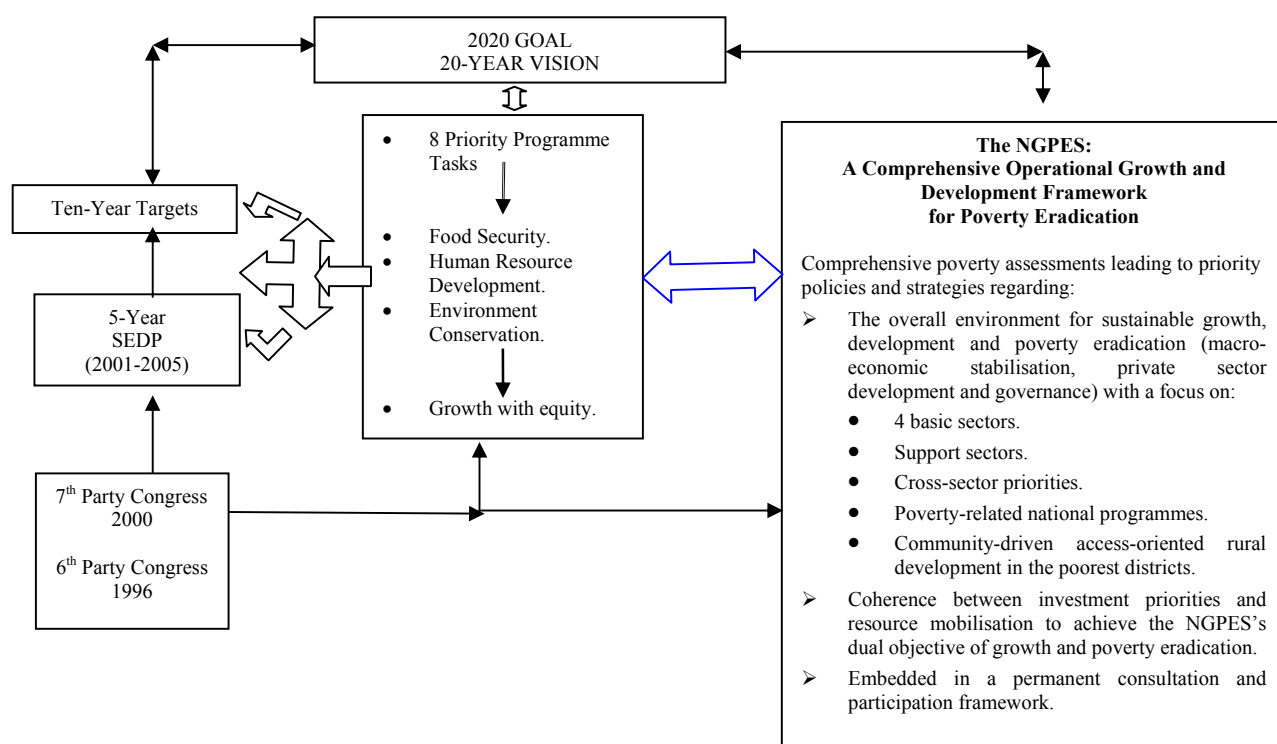 2020 GOAL
20-YEAR VISION
• 8 Priority Programme
Tasks
• Food Security.
• Human Resource
Development.
• Environment
Conservation.
• Growth with equity.
Ten-Year Targets
5-Year
SEDP
(2001-2005)
7th Party Congress
2000
6th Party Congress
1996
The NGPES:
A Comprehensive Operational Growth and
Development Framework
for Poverty Eradication
Comprehensive poverty assessments leading to priority
policies and strategies regarding:
➢ The overall environment for sustainable growth,
development and poverty eradication (macro-
economic stabilisation, private sector
development and governance) with a focus on:
● 4 basic sectors.
● Support sectors.
● Cross-sector priorities.
● Poverty-related national programmes.
● Community-driven access-oriented rural
development in the poorest districts.
➢ Coherence between investment priorities and
resource mobilisation to achieve the NGPES's
dual objective of growth and poverty eradication.
➢ Embedded in a permanent consultation and
participation framework.